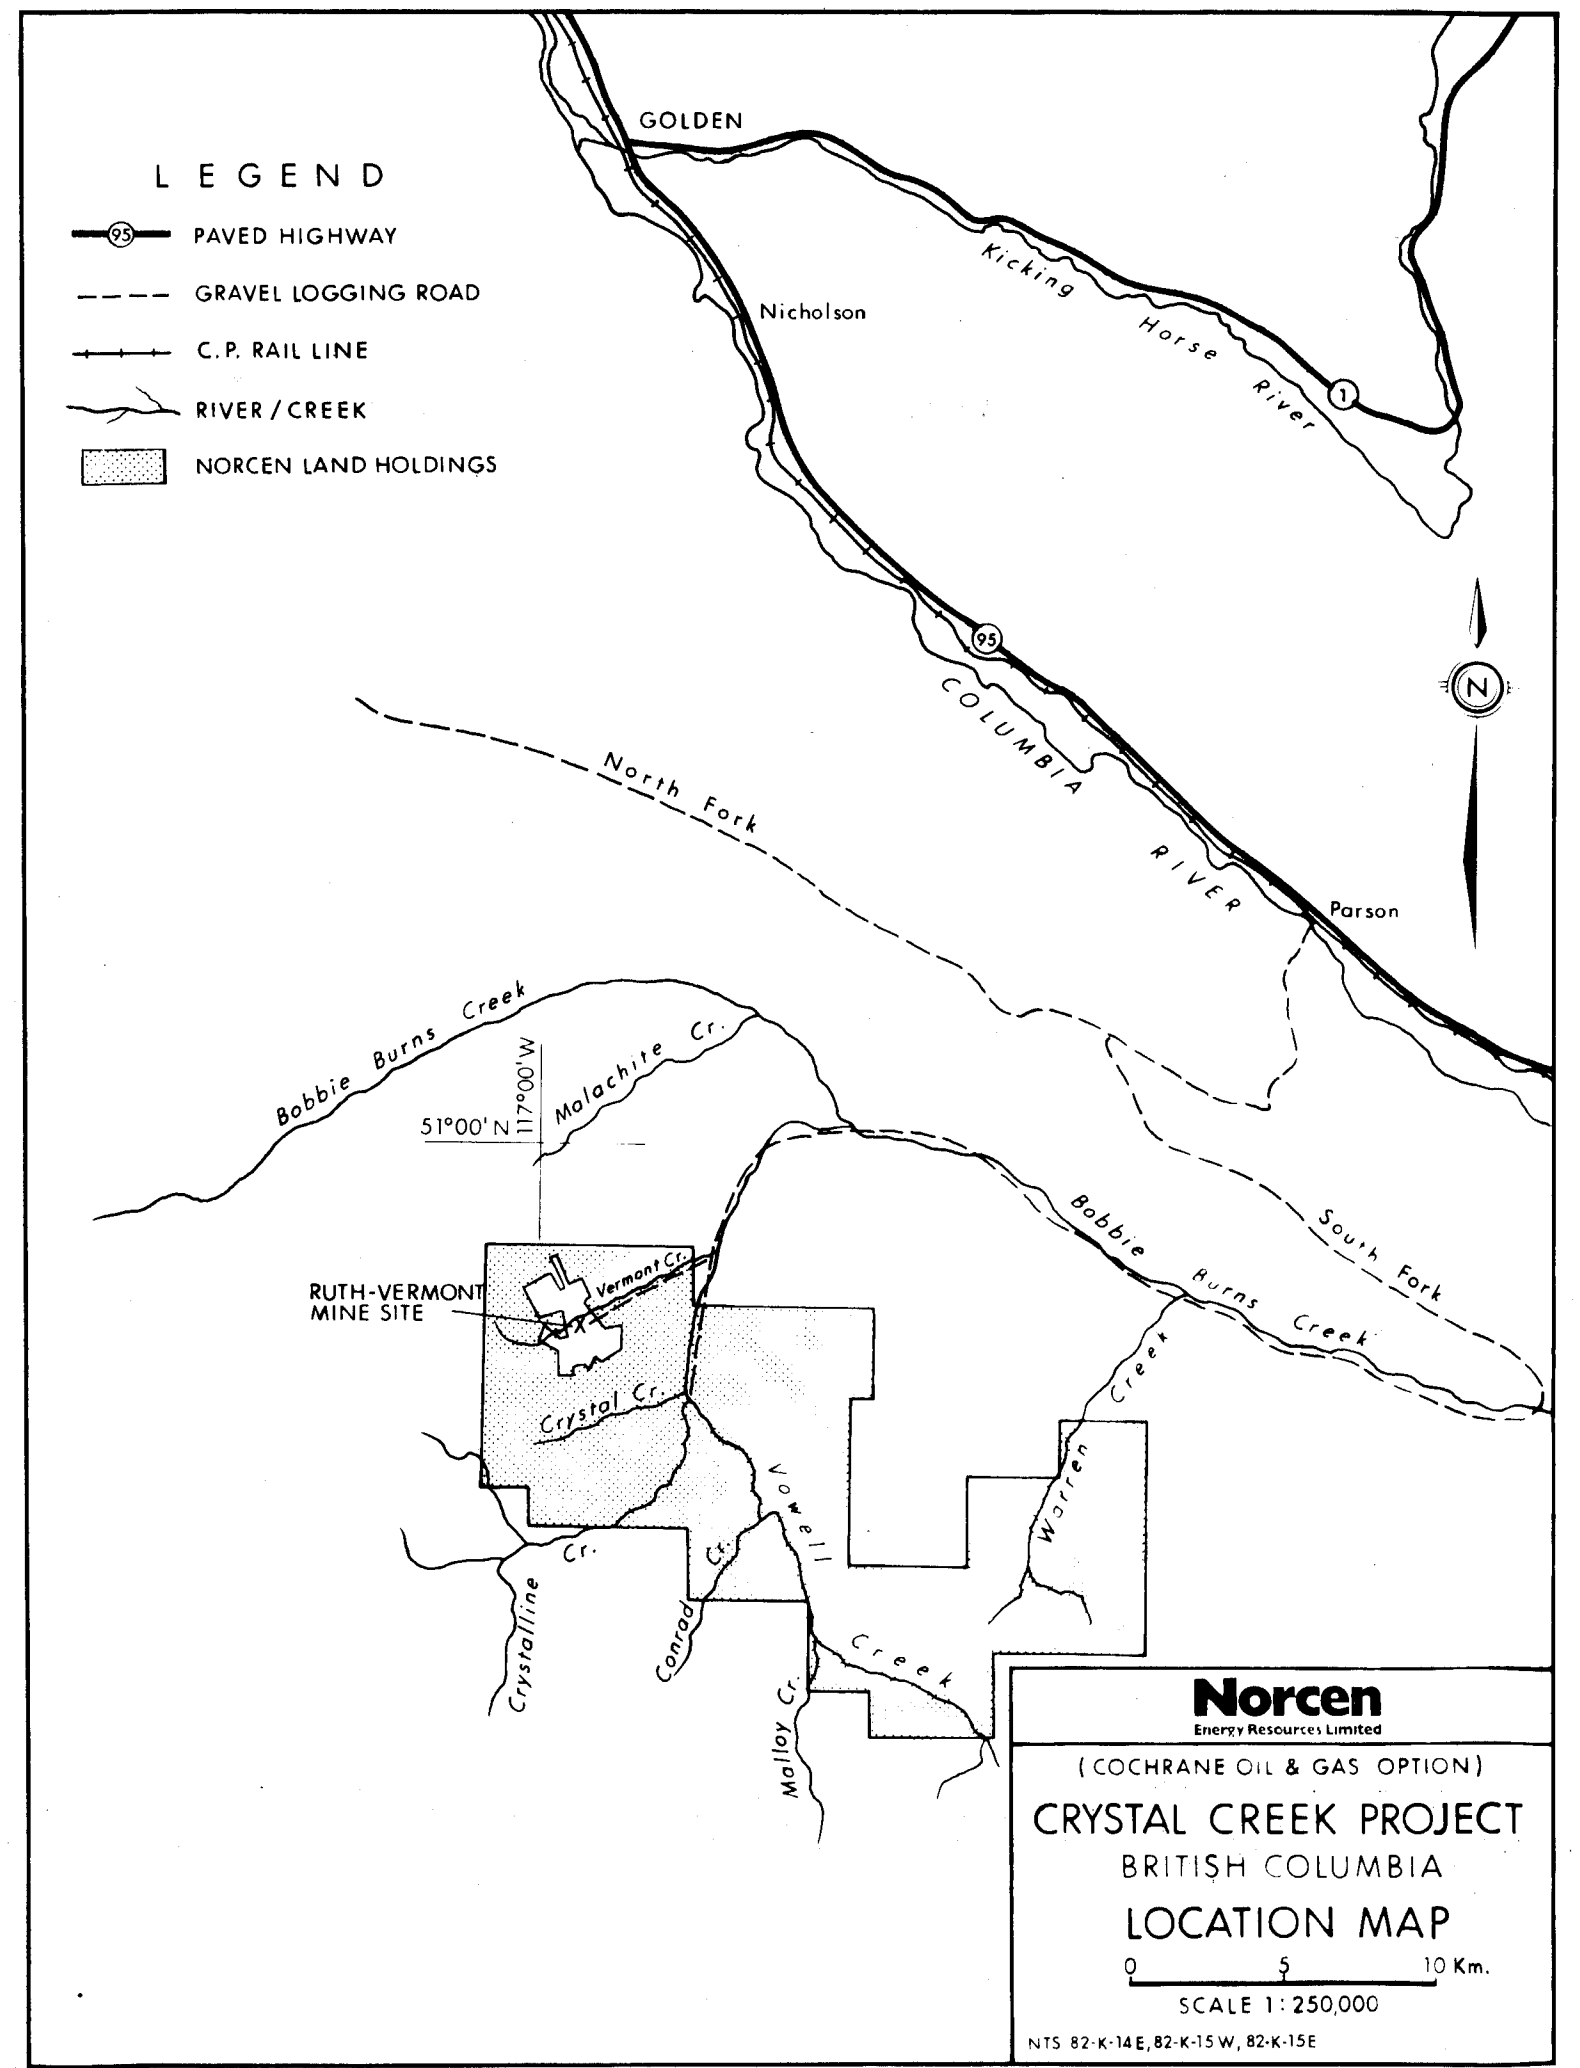 GOLDEN
LEGEND
95 PAVED HIGHWAY
GRAVEL LOGGING ROAD
C.P. RAIL LINE
RIVER / CREEK
NORCEN LAND HOLDINGS
Kicking Horse River
1
Nicholson
95
N
COLUMBIA RIVER
North Fork
Parson
Bobbie Burns Creek
Malachite Cr.
117°00'W
51°00'N
Bobbie Burns Creek
South Fork
Vermont Cr.
RUTH-VERMONT
MINE SITE
X
Crystal Cr.
Warren Creek
Vowell Creek
Crystalline Cr.
Conrad Cr.
Malloy Cr.
Norcen
Energy Resources Limited
(COCHRANE OIL & GAS OPTION)
CRYSTAL CREEK PROJECT
BRITISH COLUMBIA
LOCATION MAP
0 5 10 Km.
SCALE 1:250,000
NTS 82-K-14E, 82-K-15W, 82-K-15E